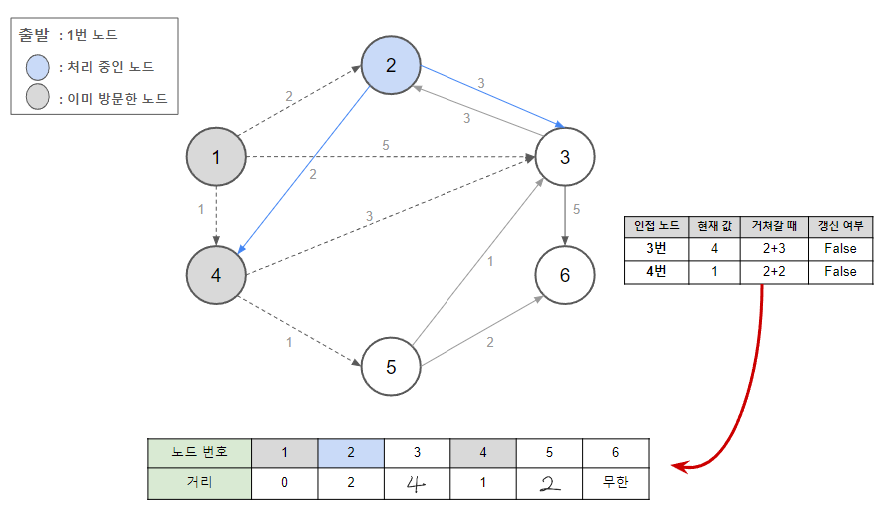 출발 : 1번 노드
: 처리 중인 노드
: 이미 방문한 노드
2
2
3
3
1
5
3
1
2
5
3
4
6
1
1
5
2
인접 노드 현재 값 거쳐갈 때 갱신 여부
3번 4 2+3 False
4번 1 2+2 False
노드 번호 1 2 3 4 5 6
거리 0 2 4 1 2 무한